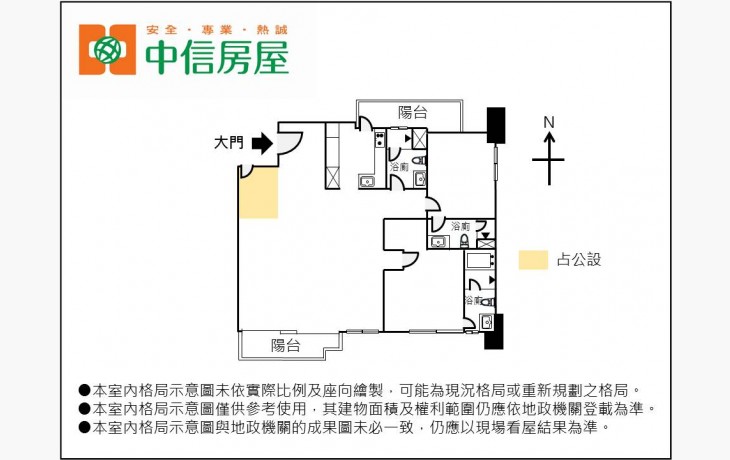 安全・專業・熱誠
中信房屋
陽台
大門
浴廁
N
浴廁
占公設
浴廁
陽台
●本室內格局示意圖未依實際比例及座向繪製，可能為現況格局或重新規劃之格局。
●本室內格局示意圖僅供參考使用，其建物面積及權利範圍仍應依地政機關登載為準。
●本室內格局示意圖與地政機關的成果圖未必一致，仍應以現場看屋結果為準。